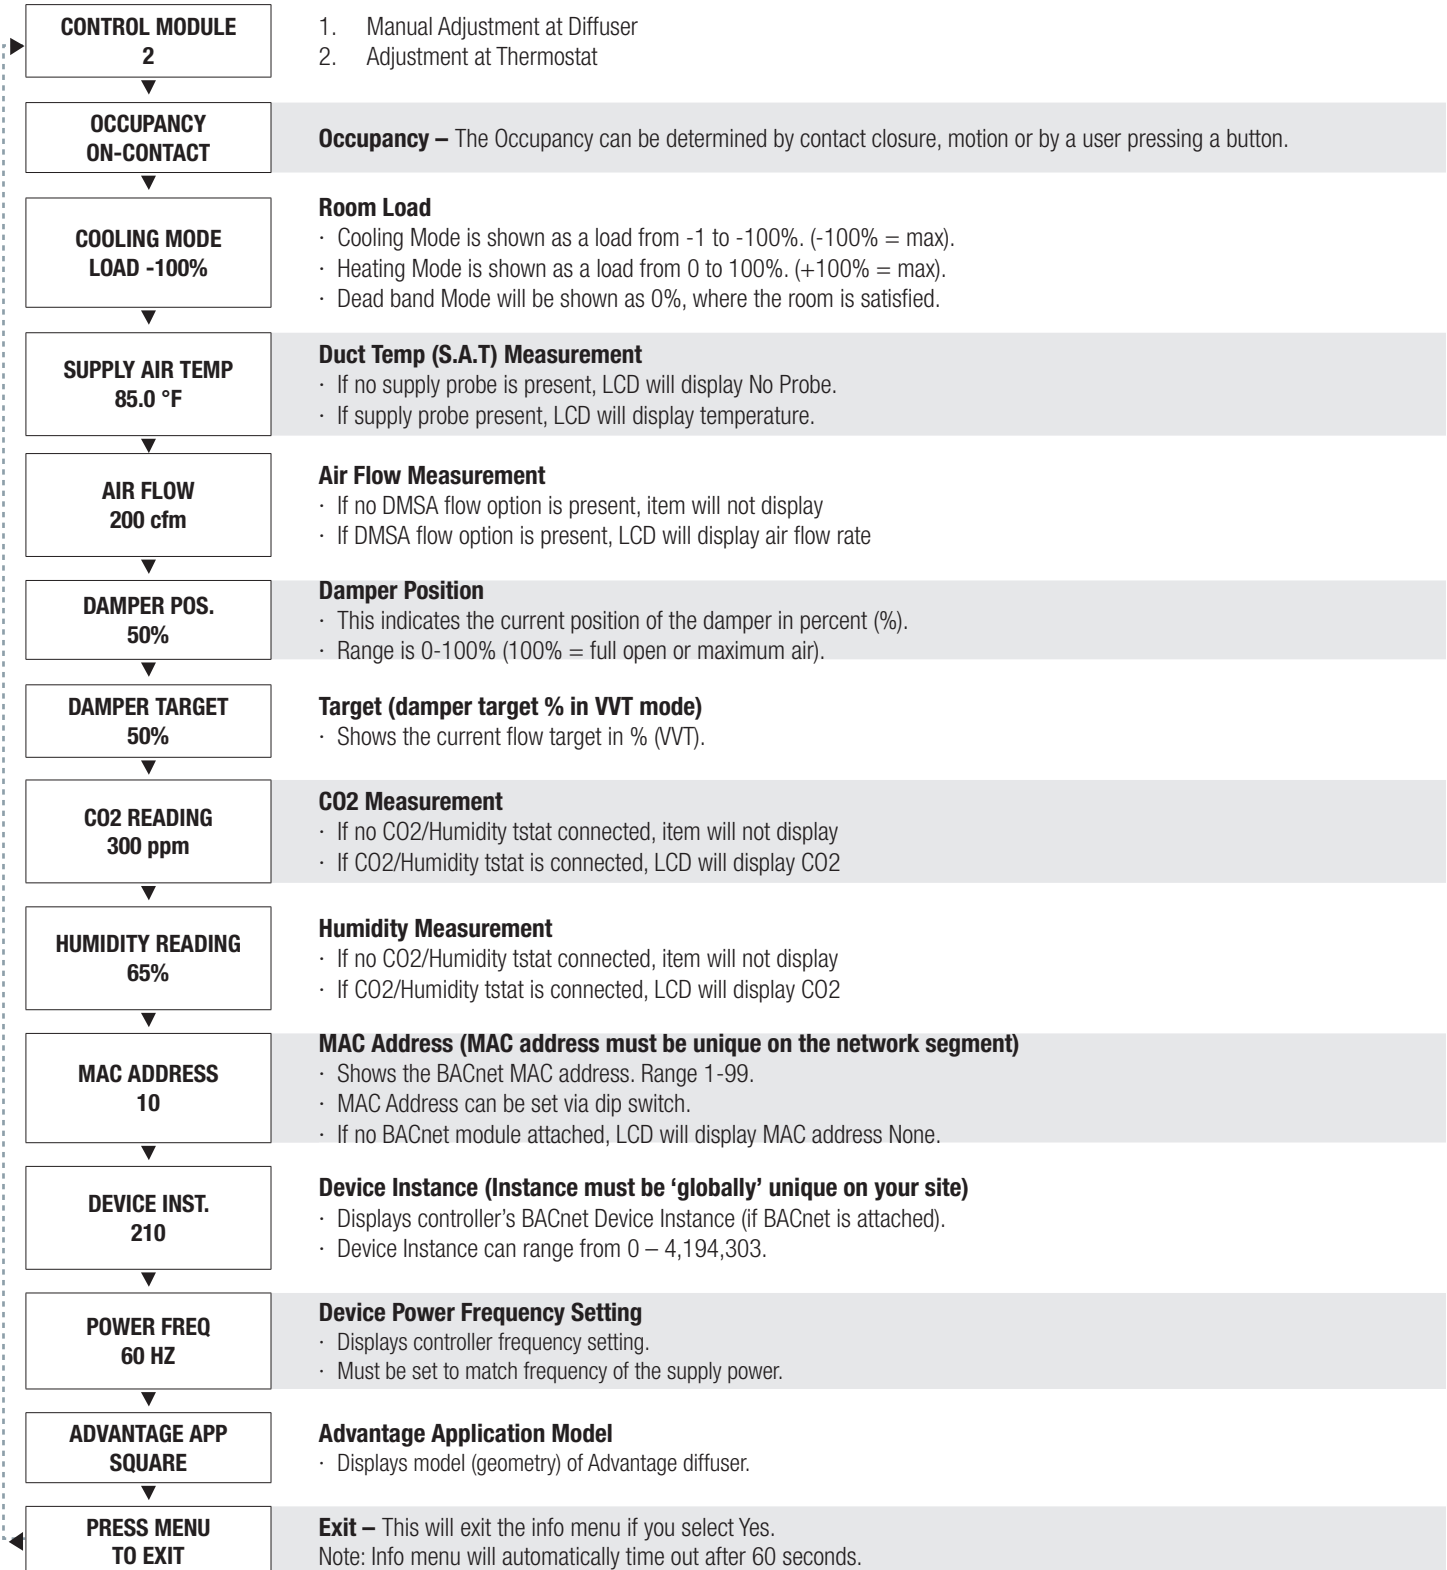 CONTROL MODULE
2
1. Manual Adjustment at Diffuser
2. Adjustment at Thermostat
OCCUPANCY
ON-CONTACT
Occupancy – The Occupancy can be determined by contact closure, motion or by a user pressing a button.
COOLING MODE
LOAD -100%
Room Load
· Cooling Mode is shown as a load from -1 to -100%. (-100% = max).
· Heating Mode is shown as a load from 0 to 100%. (+100% = max).
· Dead band Mode will be shown as 0%, where the room is satisfied.
SUPPLY AIR TEMP
85.0 °F
Duct Temp (S.A.T) Measurement
· If no supply probe is present, LCD will display No Probe.
· If supply probe present, LCD will display temperature.
AIR FLOW
200 cfm
Air Flow Measurement
· If no DMSA flow option is present, item will not display
· If DMSA flow option is present, LCD will display air flow rate
DAMPER POS.
50%
Damper Position
· This indicates the current position of the damper in percent (%).
· Range is 0-100% (100% = full open or maximum air).
DAMPER TARGET
50%
Target (damper target % in VVT mode)
· Shows the current flow target in % (VVT).
CO2 READING
300 ppm
CO2 Measurement
· If no CO2/Humidity tstat connected, item will not display
· If CO2/Humidity tstat is connected, LCD will display CO2
HUMIDITY READING
65%
Humidity Measurement
· If no CO2/Humidity tstat connected, item will not display
· If CO2/Humidity tstat is connected, LCD will display CO2
MAC ADDRESS
10
MAC Address (MAC address must be unique on the network segment)
· Shows the BACnet MAC address. Range 1-99.
· MAC Address can be set via dip switch.
· If no BACnet module attached, LCD will display MAC address None.
DEVICE INST.
210
Device Instance (Instance must be ‘globally’ unique on your site)
· Displays controller’s BACnet Device Instance (if BACnet is attached).
· Device Instance can range from 0 – 4,194,303.
POWER FREQ
60 HZ
Device Power Frequency Setting
· Displays controller frequency setting.
· Must be set to match frequency of the supply power.
ADVANTAGE APP
SQUARE
Advantage Application Model
· Displays model (geometry) of Advantage diffuser.
PRESS MENU
TO EXIT
Exit – This will exit the info menu if you select Yes.
Note: Info menu will automatically time out after 60 seconds.